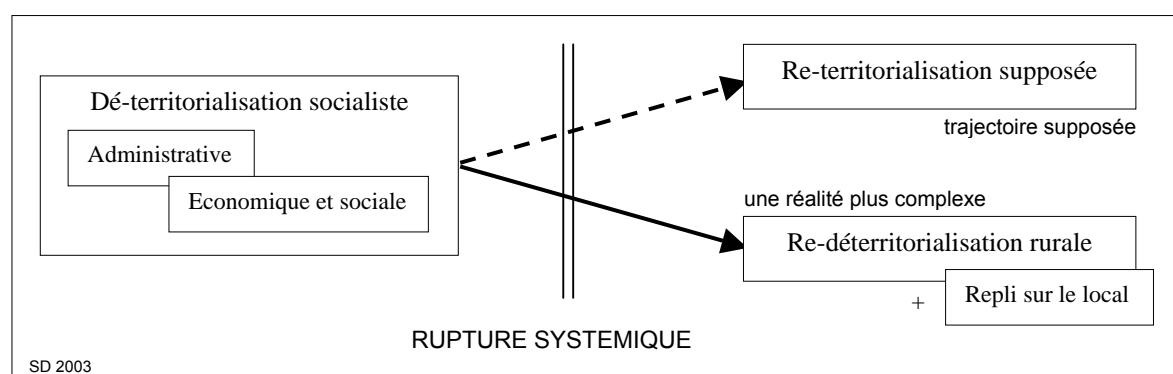 Dé-territorialisation socialiste
Administrative
Economique et sociale
Re-territorialisation supposée
trajectoire supposée
une réalité plus complexe
Re-déterritorialisation rurale
+
Repli sur le local
RUPTURE SYSTEMIQUE
SD 2003